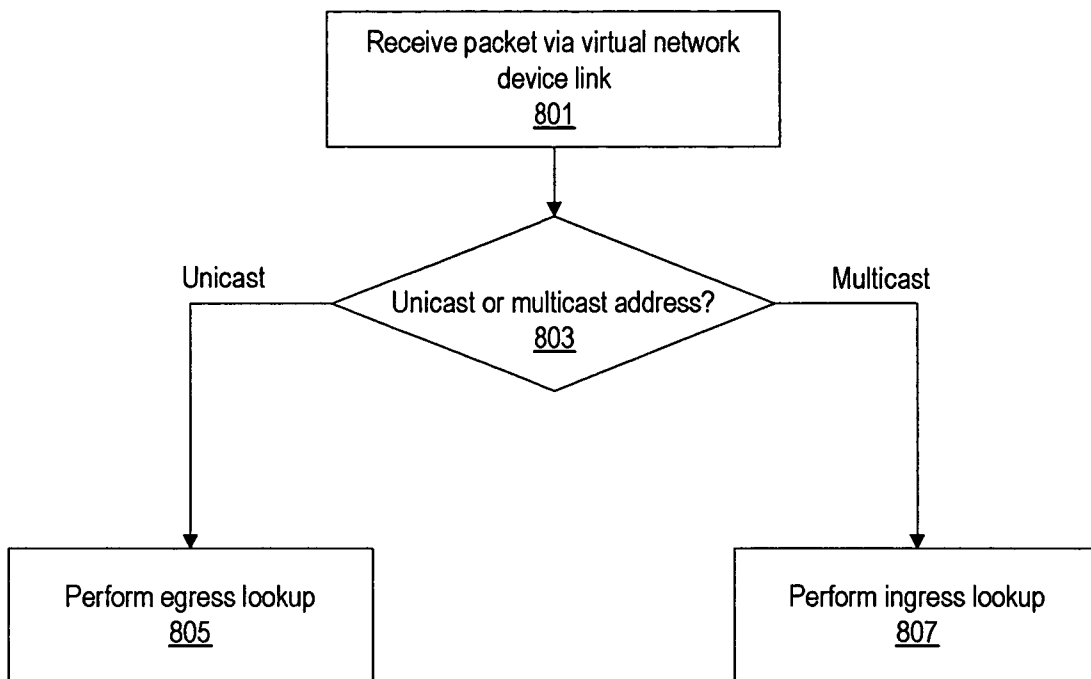 Receive packet via virtual network
device link
801
Unicast
Multicast
Unicast or multicast address?
803
Perform egress lookup
805
Perform ingress lookup
807